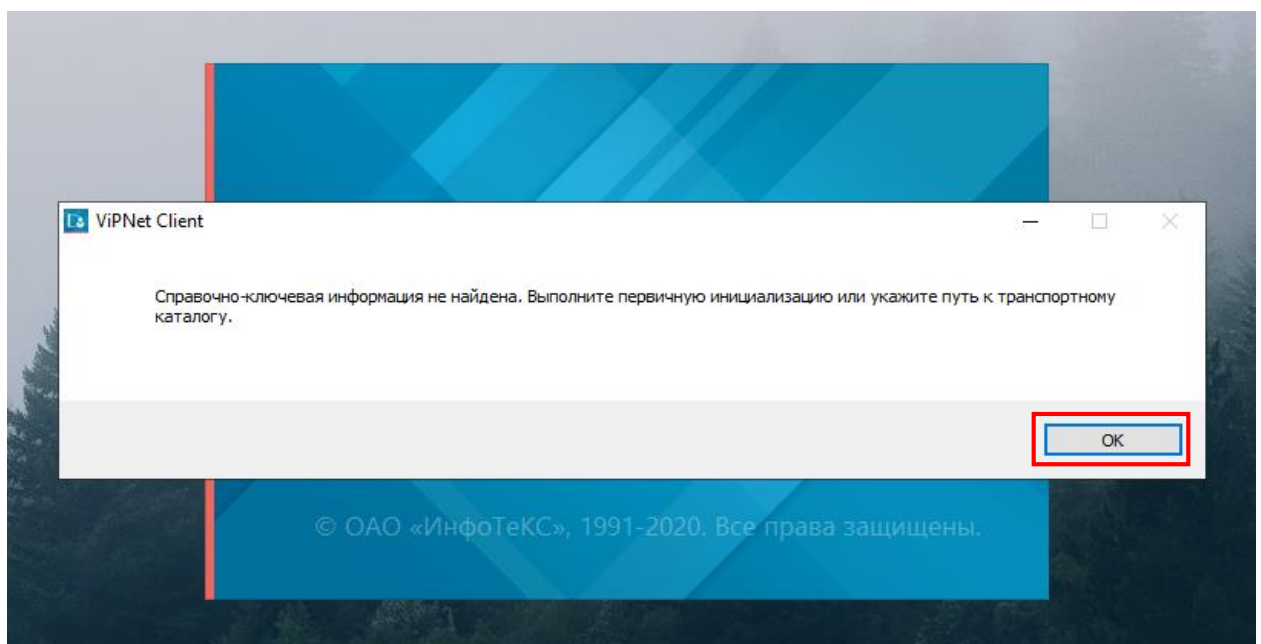 ViPNet Client
Справочно-ключевая информация не найдена. Выполните первичную инициализацию или укажите путь к транспортному
каталогу.
OK
© ОАО «ИнфоТеКС», 1991-2020. Все права защищены.